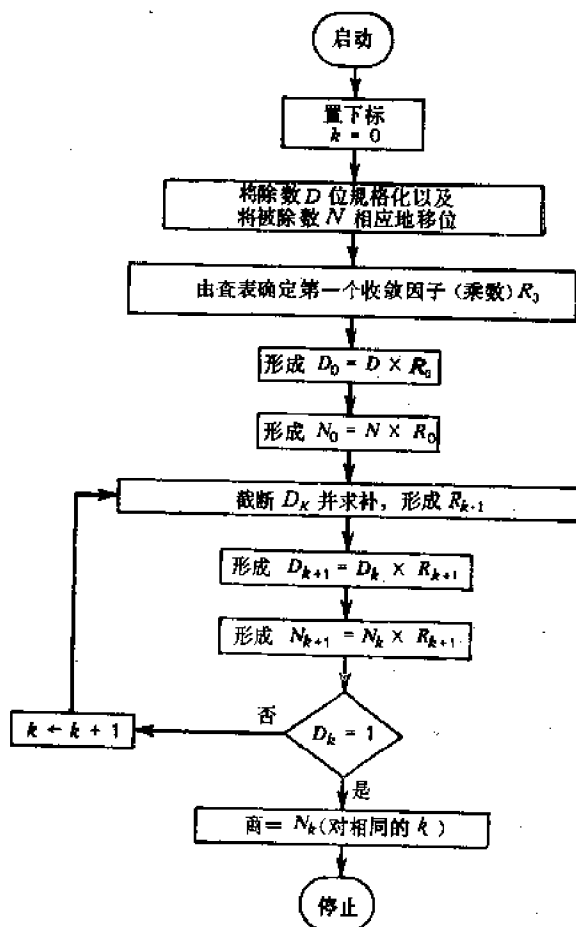 启动
置下标
k = 0
将除数 D 位规格化以及
将被除数 N 相应地移位
由查表确定第一个收敛因子 (乘数) R₀
形成 D₀ = D × R₀
形成 N₀ = N × R₀
截断 Dₖ 并求补, 形成 Rₖ₊₁
形成 Dₖ₊₁ = Dₖ × Rₖ₊₁
形成 Nₖ₊₁ = Nₖ × Rₖ₊₁
否
k ← k + 1
Dₖ = 1
是
商 = Nₖ (对相同的 k )
停止